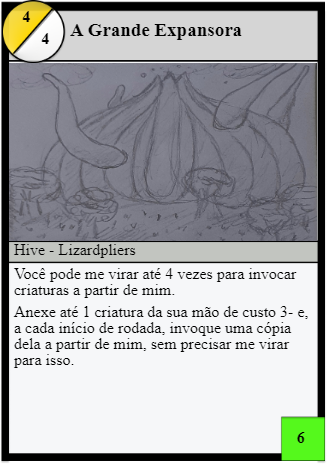 4
4
A Grande Expansora
Hive - Lizardpliers
Você pode me virar até 4 vezes para invocar
criaturas a partir de mim.
Anexe até 1 criatura da sua mão de custo 3- e,
a cada início de rodada, invoque uma cópia
dela a partir de mim, sem precisar me virar
para isso.
6